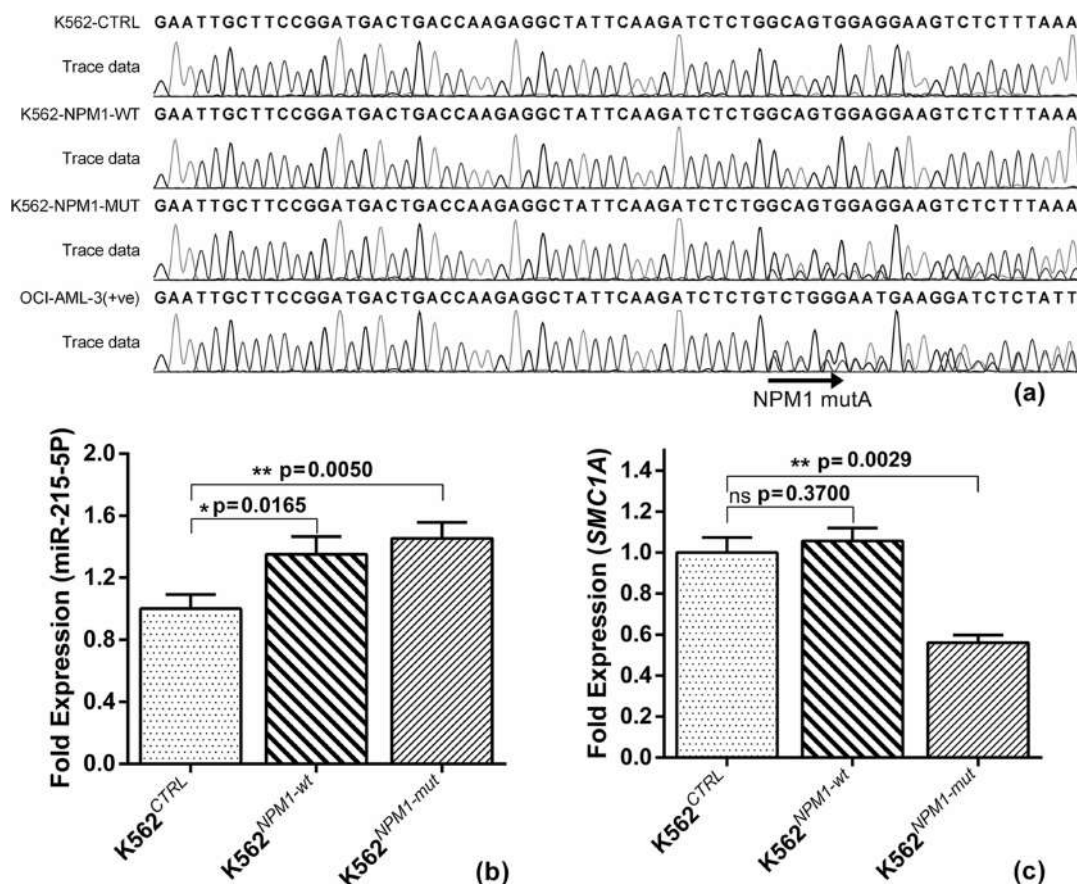 K562-CTRL GAATTGCTTCCGGATGACTGACCAAGAGGCTATTCAAGATCTCTGGCAGTGGAGGAAGTCTCTTTAAA
Trace data
K562-NPM1-WT GAATTGCTTCCGGATGACTGACCAAGAGGCTATTCAAGATCTCTGGCAGTGGAGGAAGTCTCTTTAAA
Trace data
K562-NPM1-MUT GAATTGCTTCCGGATGACTGACCAAGAGGCTATTCAAGATCTCTGGCAGTGGAGGAAGTCTCTTTAAA
Trace data
OCI-AML-3(+ve) GAATTGCTTCCGGATGACTGACCAAGAGGCTATTCAAGATCTCTGTCTGGGAATGAAGGATCTCTATT
Trace data
NPM1 mutA
(a)
Fold Expression (miR-215-5P)
2.0
1.6
1.2
0.8
0.4
0.0
** p=0.0050
* p=0.0165
K562CTRL
K562NPM1-wt
K562NPM1-mut
(b)
Fold Expression (SMC1A)
1.4
1.2
1.0
0.8
0.6
0.4
0.2
0.0
** p=0.0029
ns p=0.3700
K562CTRL
K562NPM1-wt
K562NPM1-mut
(c)